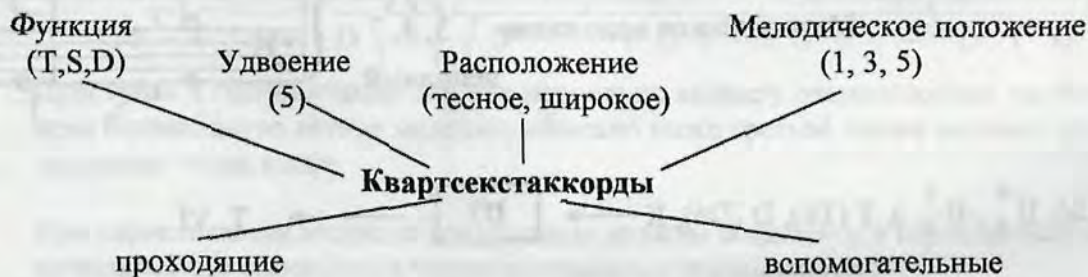 Функция
(T,S,D)
Удвоение
(5)
Расположение
(тесное, широкое)
Мелодическое положение
(1, 3, 5)
Квартсекстаккорды
проходящие
вспомогательные